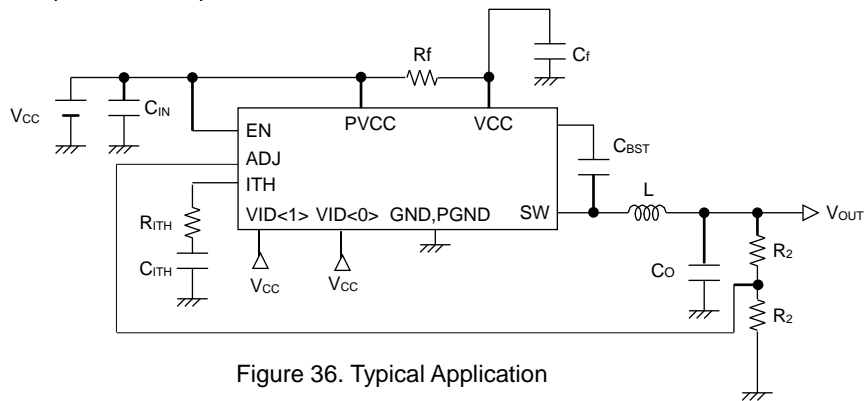 Rf
Cf
VCC
CIN
EN
PVCC
VCC
ADJ
ITH
CBST
L
VID<1> VID<0> GND,PGND
SW
VOUT
RITH
R2
CITH
CO
VCC
VCC
R2
Figure 36. Typical Application